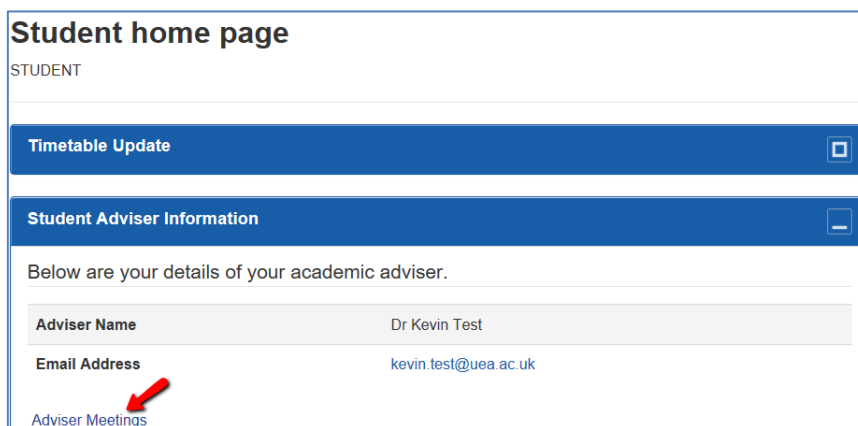 Student home page
STUDENT
Timetable Update
Student Adviser Information
Below are your details of your academic adviser.
Adviser Name Dr Kevin Test
Email Address kevin.test@uea.ac.uk
Adviser Meetings